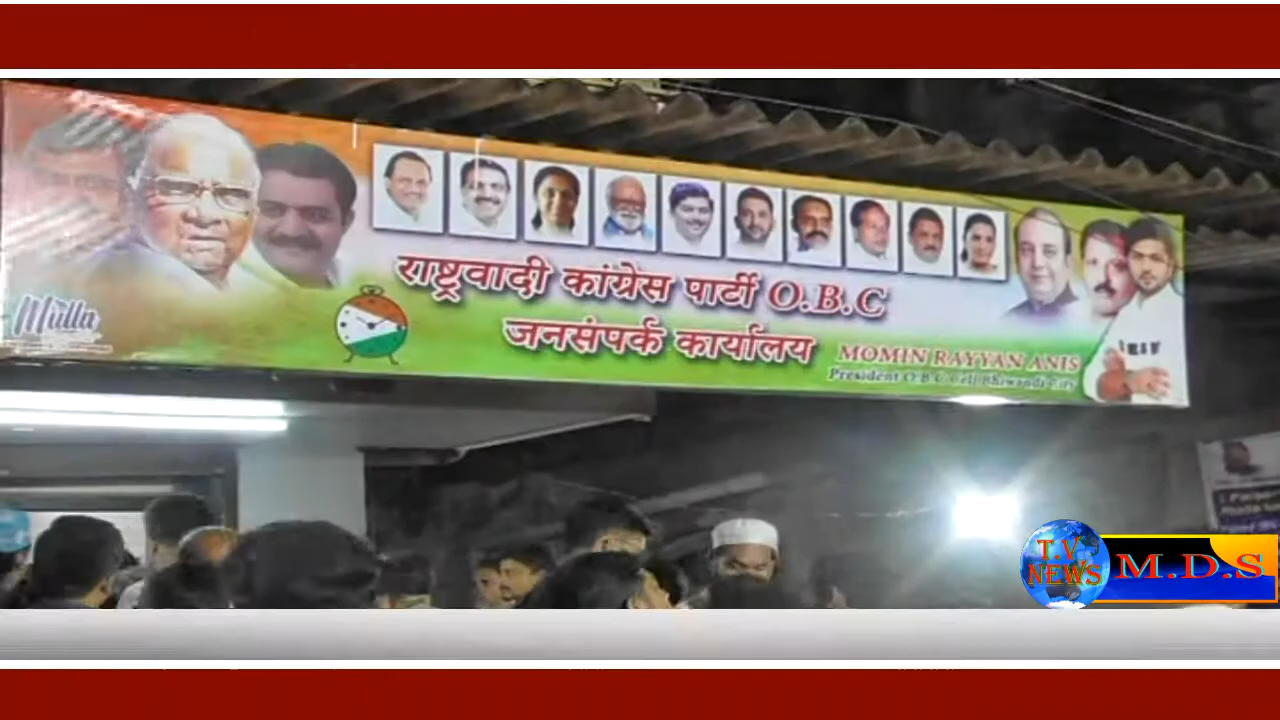 राष्ट्रवादी कांग्रेस पार्टी O.B.C
जनसंपर्क कार्यालय
MOMIN RAYYAN ANIS
President O.B.C Cell Bhiwandi City
Mulla
T.V
NEWS
M.D.S